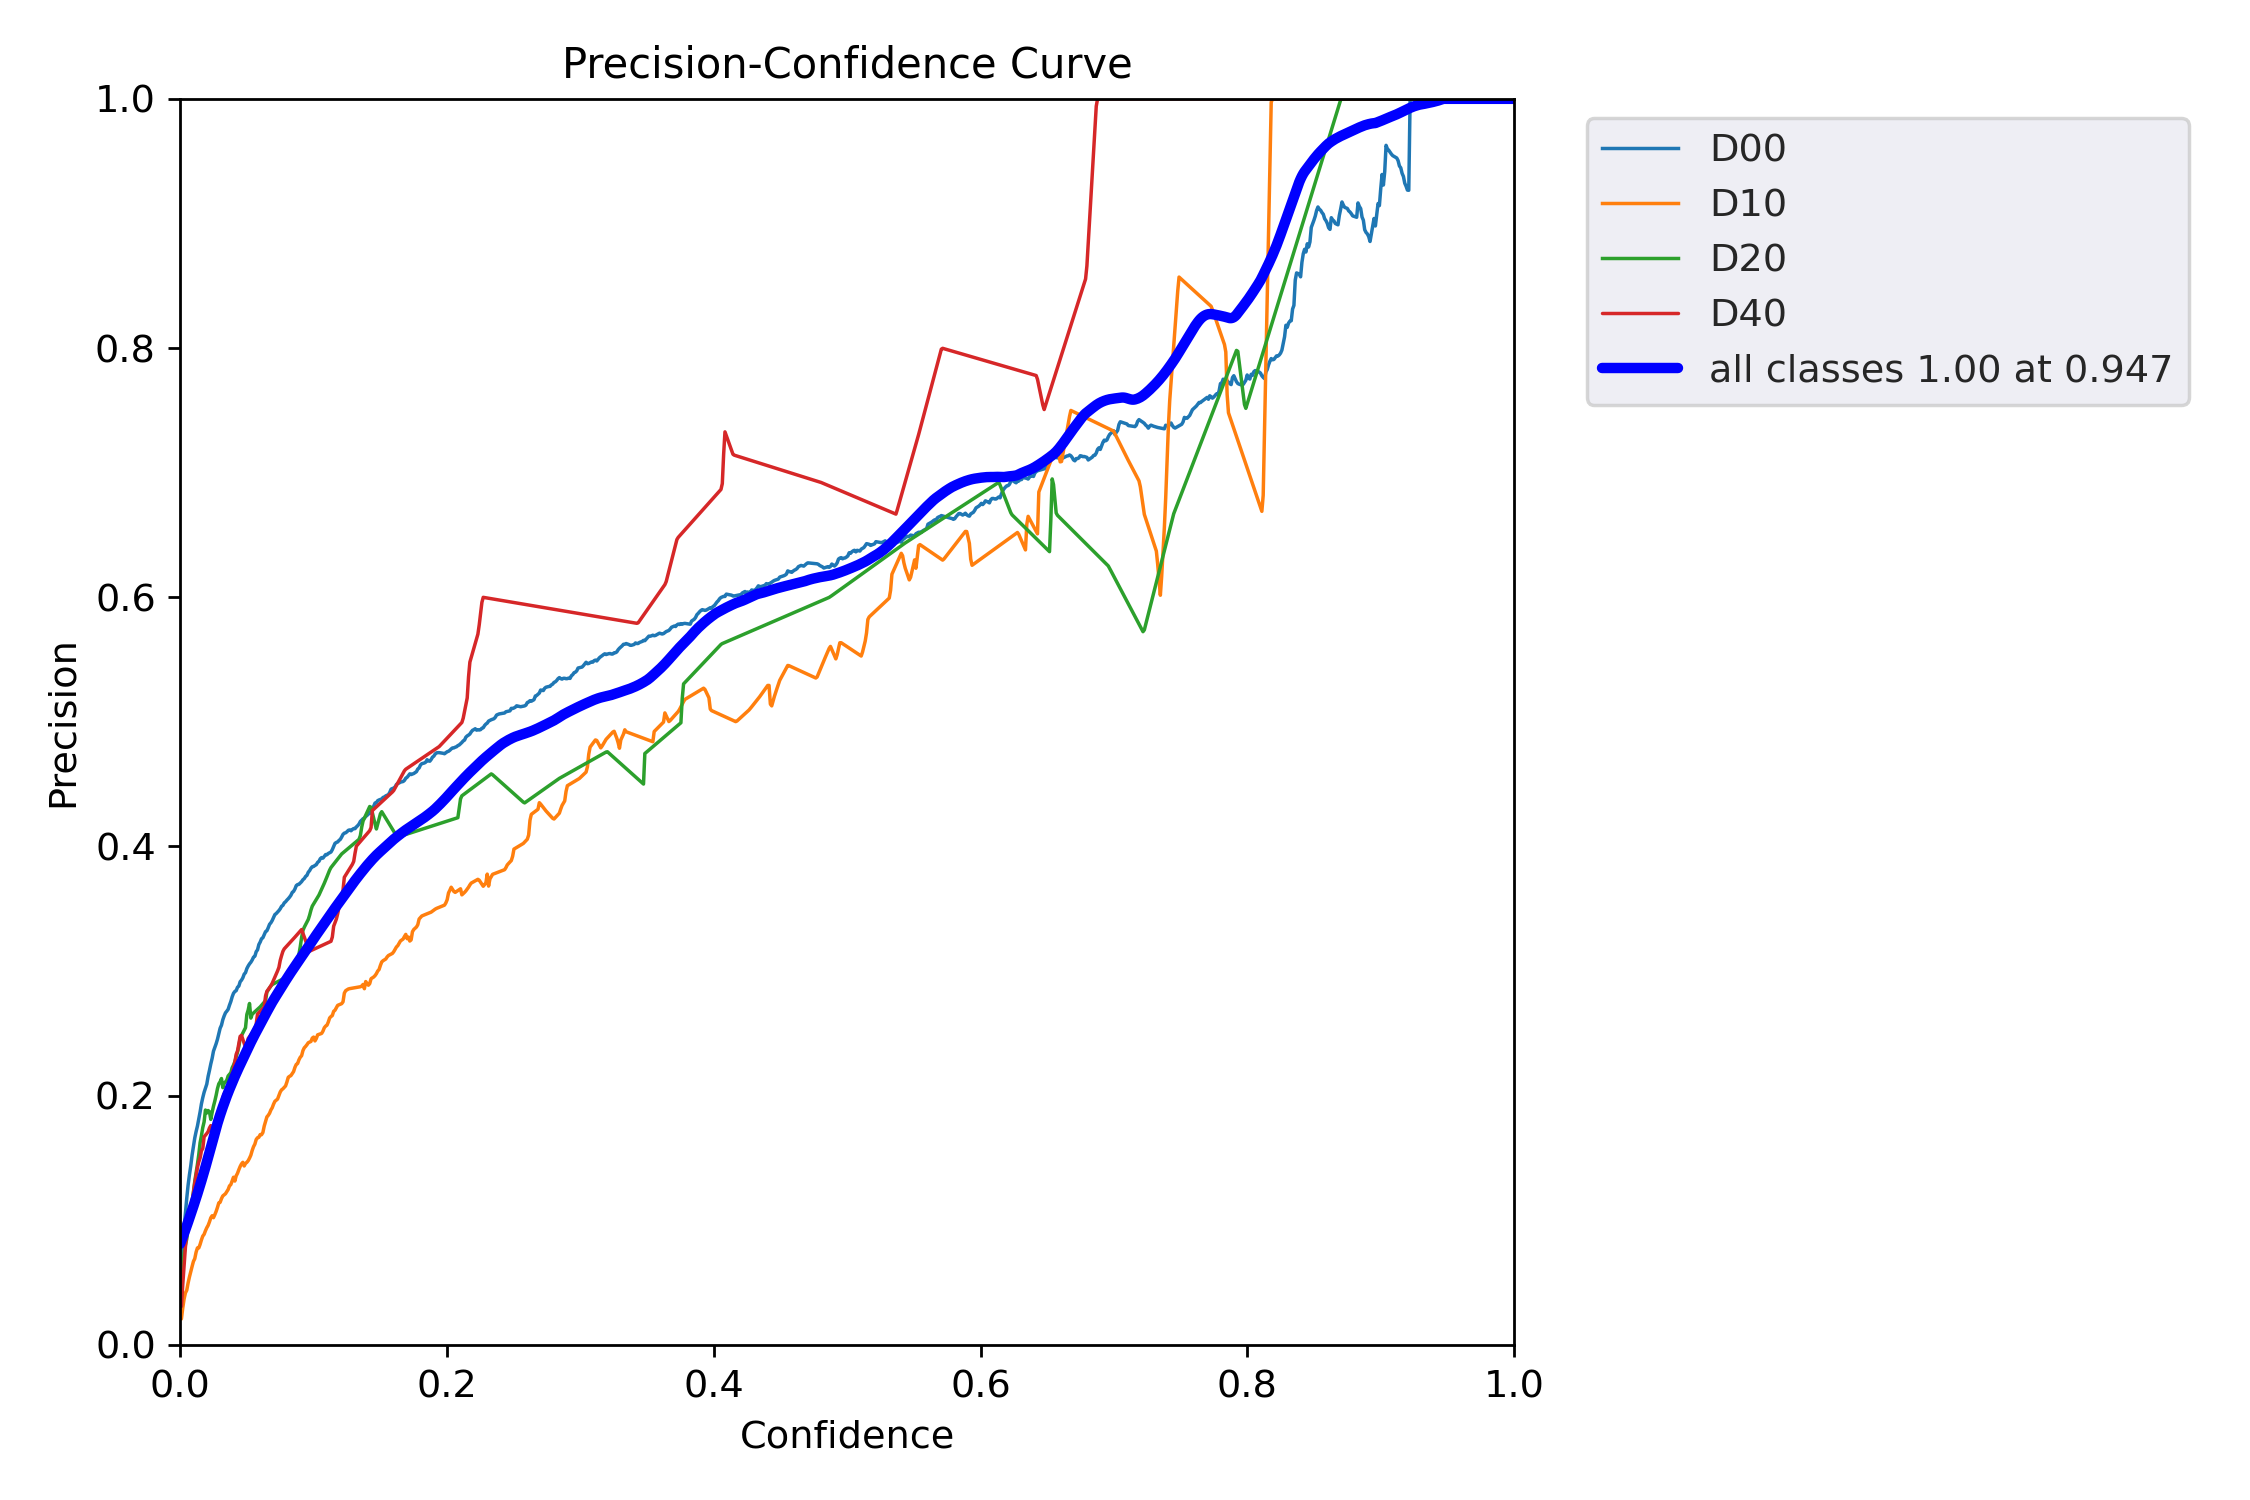 Precision-Confidence Curve
1.0
0.8
0.6
0.4
0.2
0.0
Precision
0.0 0.2 0.4 0.6 0.8 1.0
Confidence
D00
D10
D20
D40
all classes 1.00 at 0.947